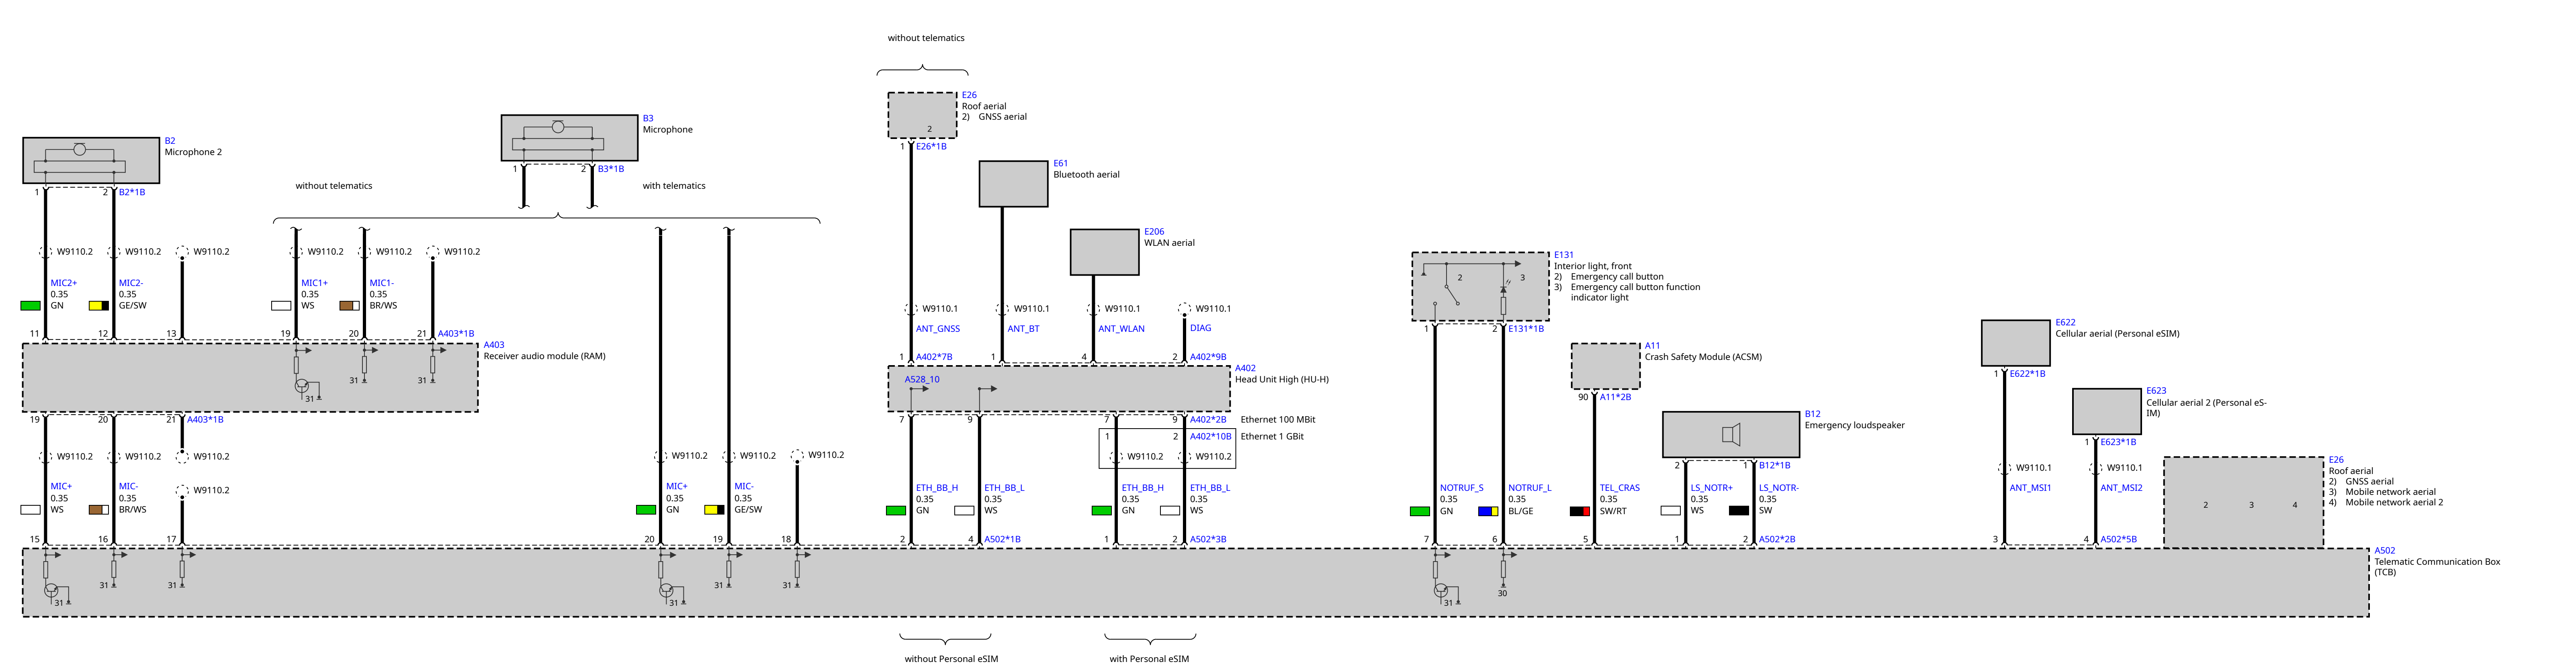 without telematics
E26
Roof aerial
2) GNSS aerial
2
1 E26*1B
B3
Microphone
1 2 B3*1B
B2
Microphone 2
1 2 B2*1B
E61
Bluetooth aerial
without telematics
with telematics
E206
WLAN aerial
W9110.2 W9110.2 W9110.2 W9110.2 W9110.2 W9110.2
E131
Interior light, front
2) Emergency call button
3) Emergency call button function
indicator light
2 3
MIC2+
0.35
GN
MIC2-
0.35
GE/SW
MIC1+
0.35
WS
MIC1-
0.35
BR/WS
W9110.1 W9110.1 W9110.1 W9110.1
ANT_GNSS ANT_BT ANT_WLAN DIAG
1 2 E131*1B
11 12 13 19 20 21 A403*1B
A403
Receiver audio module (RAM)
31 31 31
1 A402*7B 1 4 2 A402*9B
A402
Head Unit High (HU-H)
A528_10
A11
Crash Safety Module (ACSM)
90 A11*2B
E622
Cellular aerial (Personal eSIM)
1 E622*1B
E623
Cellular aerial 2 (Personal eS-
IM)
1 E623*1B
B12
Emergency loudspeaker
2 1 B12*1B
19 20 21 A403*1B
7 9 7 9 A402*2B Ethernet 100 MBit
1 2 A402*10B Ethernet 1 GBit
W9110.2 W9110.2 W9110.2 W9110.2 W9110.2 W9110.2 W9110.2 W9110.2
W9110.1 W9110.1
W9110.2
E26
Roof aerial
2) GNSS aerial
3) Mobile network aerial
4) Mobile network aerial 2
2 3 4
MIC+
0.35
WS
MIC-
0.35
BR/WS
MIC+
0.35
GN
MIC-
0.35
GE/SW
ETH_BB_H
0.35
GN
ETH_BB_L
0.35
WS
ETH_BB_H
0.35
GN
ETH_BB_L
0.35
WS
NOTRUF_S
0.35
GN
NOTRUF_L
0.35
BL/GE
TEL_CRAS
0.35
SW/RT
LS_NOTR+
0.35
WS
LS_NOTR-
0.35
SW
ANT_MSI1 ANT_MSI2
15 16 17 20 19 18 2 4 A502*1B 1 2 A502*3B 7 6 5 1 2 A502*2B 3 4 A502*5B
A502
Telematic Communication Box
(TCB)
31 31 31 31 31 31 31 30
without Personal eSIM
with Personal eSIM